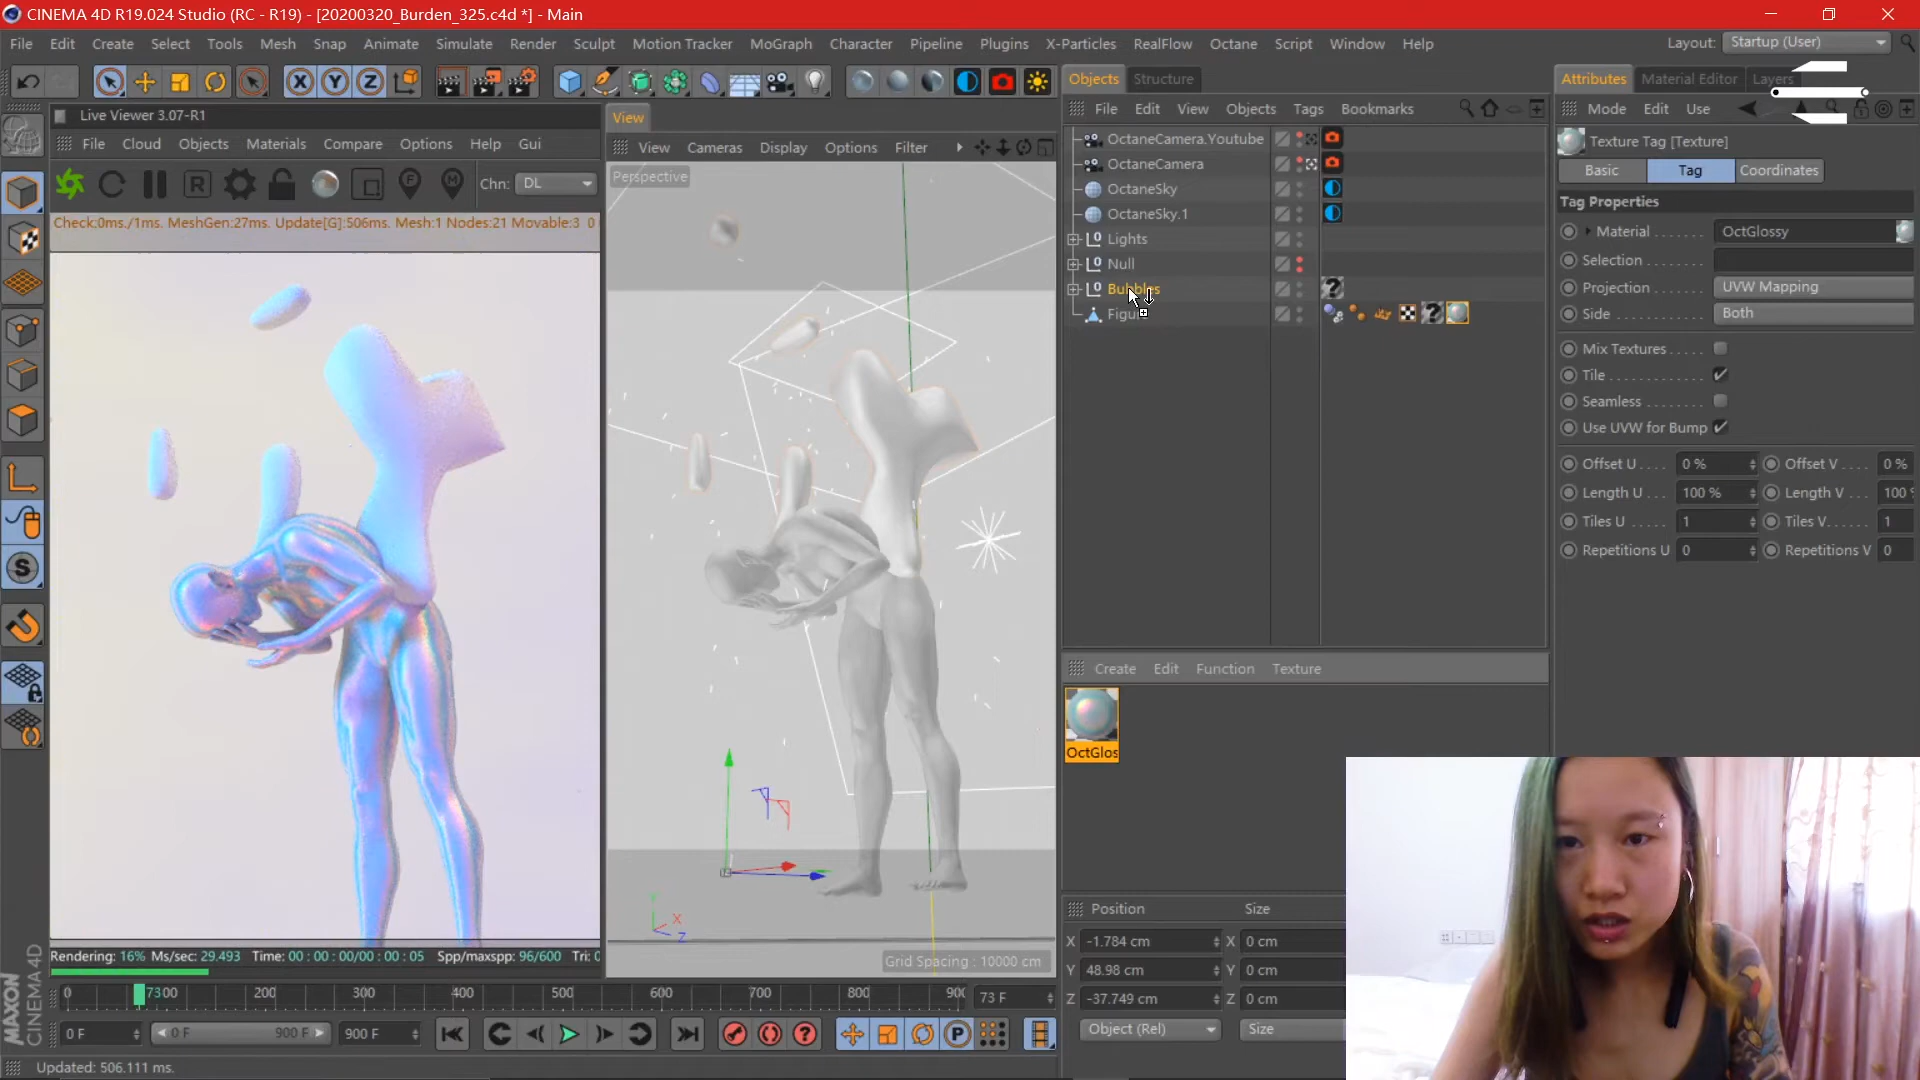 CINEMA 4D R19.024 Studio (RC - R19) - [20200320_Burden_325.c4d *] - Main
File Edit Create Select Tools Mesh Snap Animate Simulate Render Sculpt Motion Tracker MoGraph Character Pipeline Plugins X-Particles RealFlow Octane Script Window Help Layout: Startup (User)
X Y Z
Objects Structure
Attributes Material Editor Layers
Live Viewer 3.07-R1
View
File Edit View Objects Tags Bookmarks
Mode Edit Use
File Cloud Objects Materials Compare Options Help Gui
View Cameras Display Options Filter
Chn: DL
Perspective
Check:0ms./1ms. MeshGen:27ms. Update[G]:506ms. Mesh:1 Nodes:21 Movable:3 0
OctaneCamera.Youtube
OctaneCamera
OctaneSky
OctaneSky.1
Lights
Null
Bubbles
Texture Tag [Texture]
Basic Tag Coordinates
Tag Properties
Material OctGlossy
Selection
Projection UVW Mapping
Side Both
Mix Textures
Tile
Seamless
Use UVW for Bump
Offset U 0 % Offset V 0 %
Length U 100 % Length V 100
Tiles U 1 Tiles V 1
Repetitions U 0 Repetitions V 0
Create Edit Function Texture
OctGlos
Position Size
X -1.784 cm X 0 cm
Y 48.98 cm Y 0 cm
Z -37.749 cm Z 0 cm
Object (Rel) Size
Y X Z
Grid Spacing : 10000 cm
Rendering: 16% Ms/sec: 29.493 Time: 00 : 00 : 00/00 : 00 : 05 Spp/maxspp: 96/600 Tri: 0
0 73 00 200 300 400 500 600 700 800 90 73 F
0 F 0 F 900 F 900 F
Updated: 506.111 ms.
MAXON CINEMA 4D